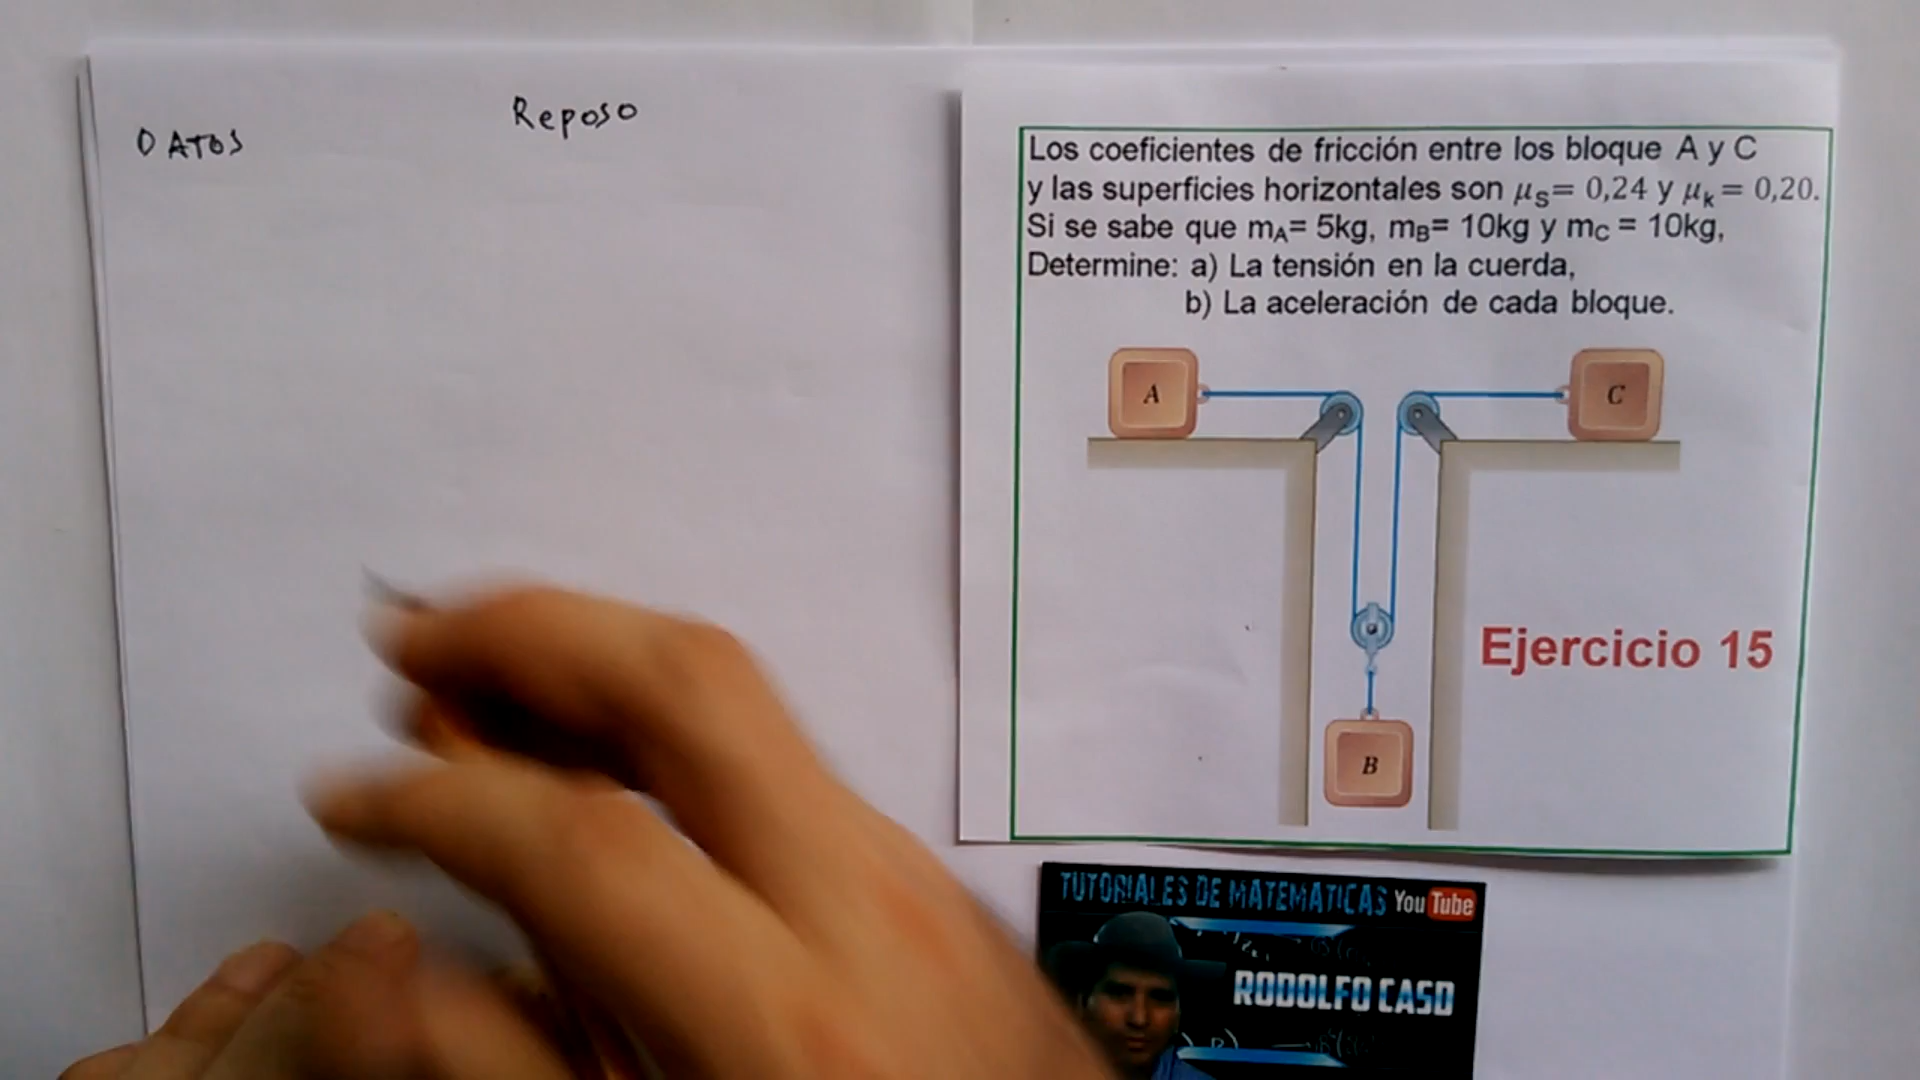 DATOS
Reposo
Los coeficientes de fricción entre los bloque A y C
y las superficies horizontales son μs= 0,24 y μk= 0,20.
Si se sabe que mA= 5kg, mB= 10kg y mC = 10kg,
Determine: a) La tensión en la cuerda,
b) La aceleración de cada bloque.
A
C
Ejercicio 15
B
TUTORIALES DE MATEMATICAS YouTube
RODOLFO CASO